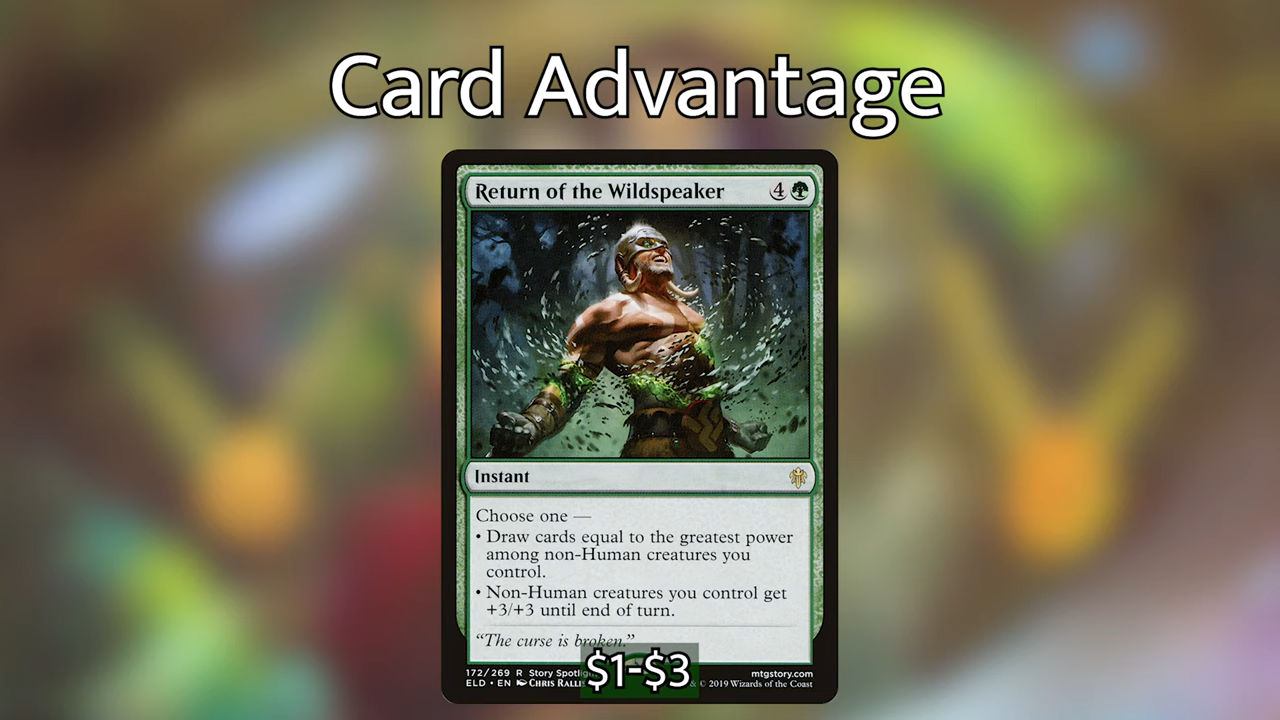 Card Advantage
Return of the Wildspeaker 4
Instant
Choose one —
• Draw cards equal to the greatest power
among non-Human creatures you
control.
• Non-Human creatures you control get
+3/+3 until end of turn.
“The curse is broken.”
$1-$3
172/269 R Story Spotlig
mtgstory.com
ELD • EN Chris Rallis
& © 2019 Wizards of the Coast